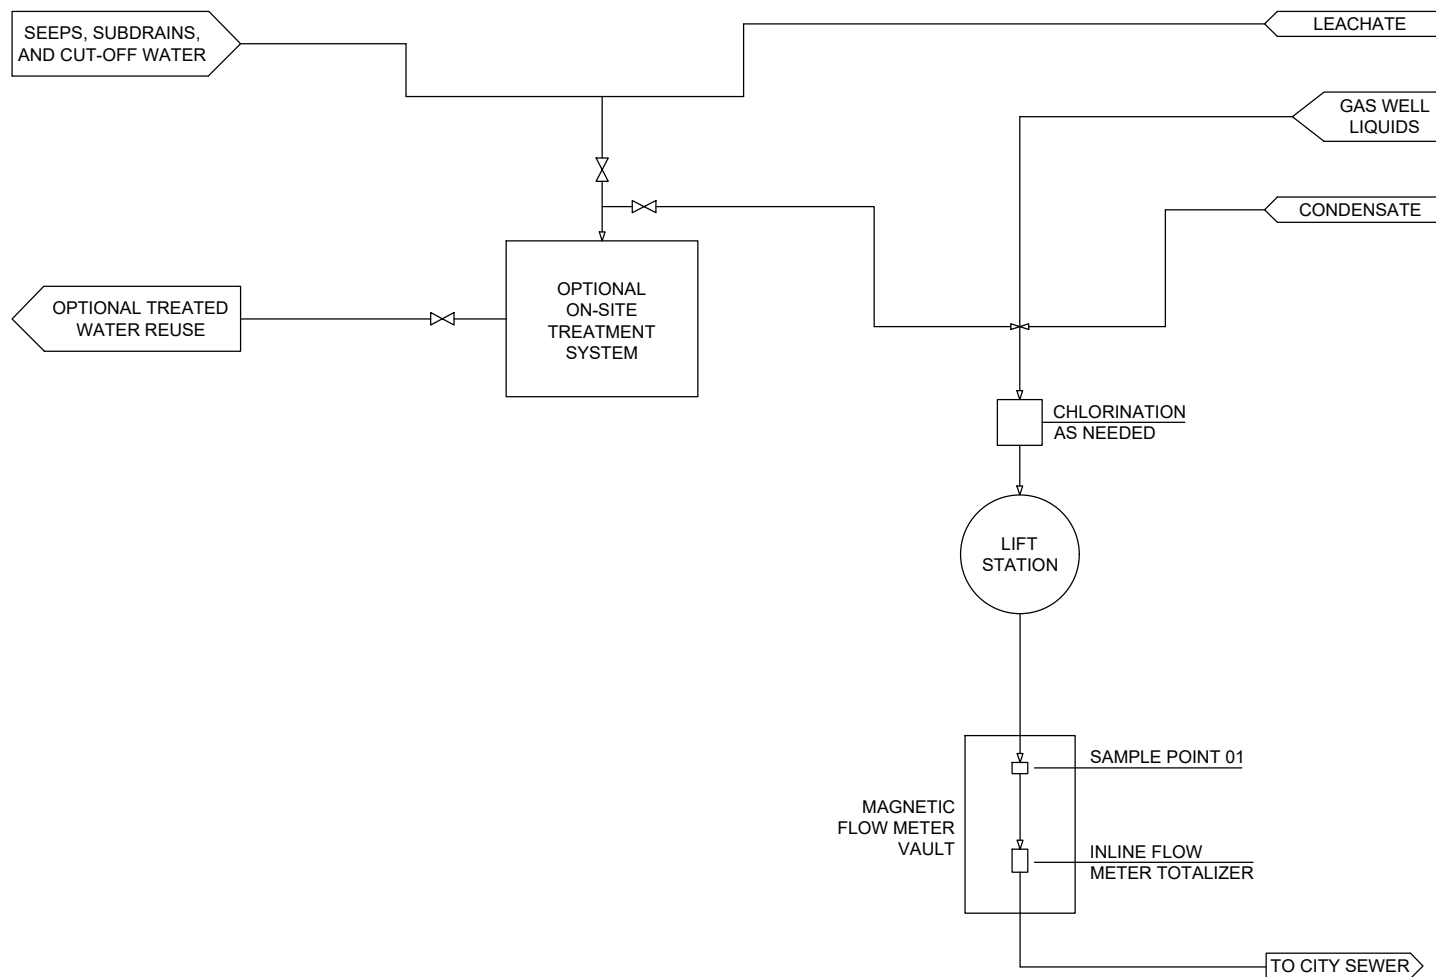 SEEPS, SUBDRAINS,
AND CUT-OFF WATER
LEACHATE
GAS WELL
LIQUIDS
CONDENSATE
OPTIONAL TREATED
WATER REUSE
OPTIONAL
ON-SITE
TREATMENT
SYSTEM
CHLORINATION
AS NEEDED
LIFT
STATION
SAMPLE POINT 01
MAGNETIC
FLOW METER
VAULT
INLINE FLOW
METER TOTALIZER
TO CITY SEWER